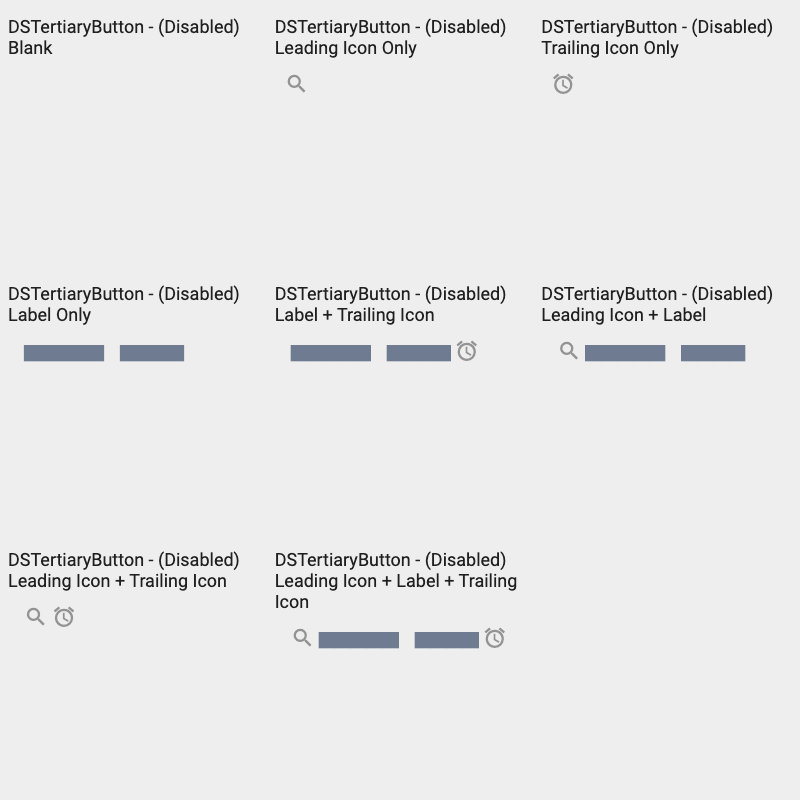 DSTertiaryButton - (Disabled)
Blank
DSTertiaryButton - (Disabled)
Leading Icon Only
DSTertiaryButton - (Disabled)
Trailing Icon Only
DSTertiaryButton - (Disabled)
Label Only
DSTertiaryButton - (Disabled)
Label + Trailing Icon
DSTertiaryButton - (Disabled)
Leading Icon + Label
DSTertiaryButton - (Disabled)
Leading Icon + Trailing Icon
DSTertiaryButton - (Disabled)
Leading Icon + Label + Trailing
Icon